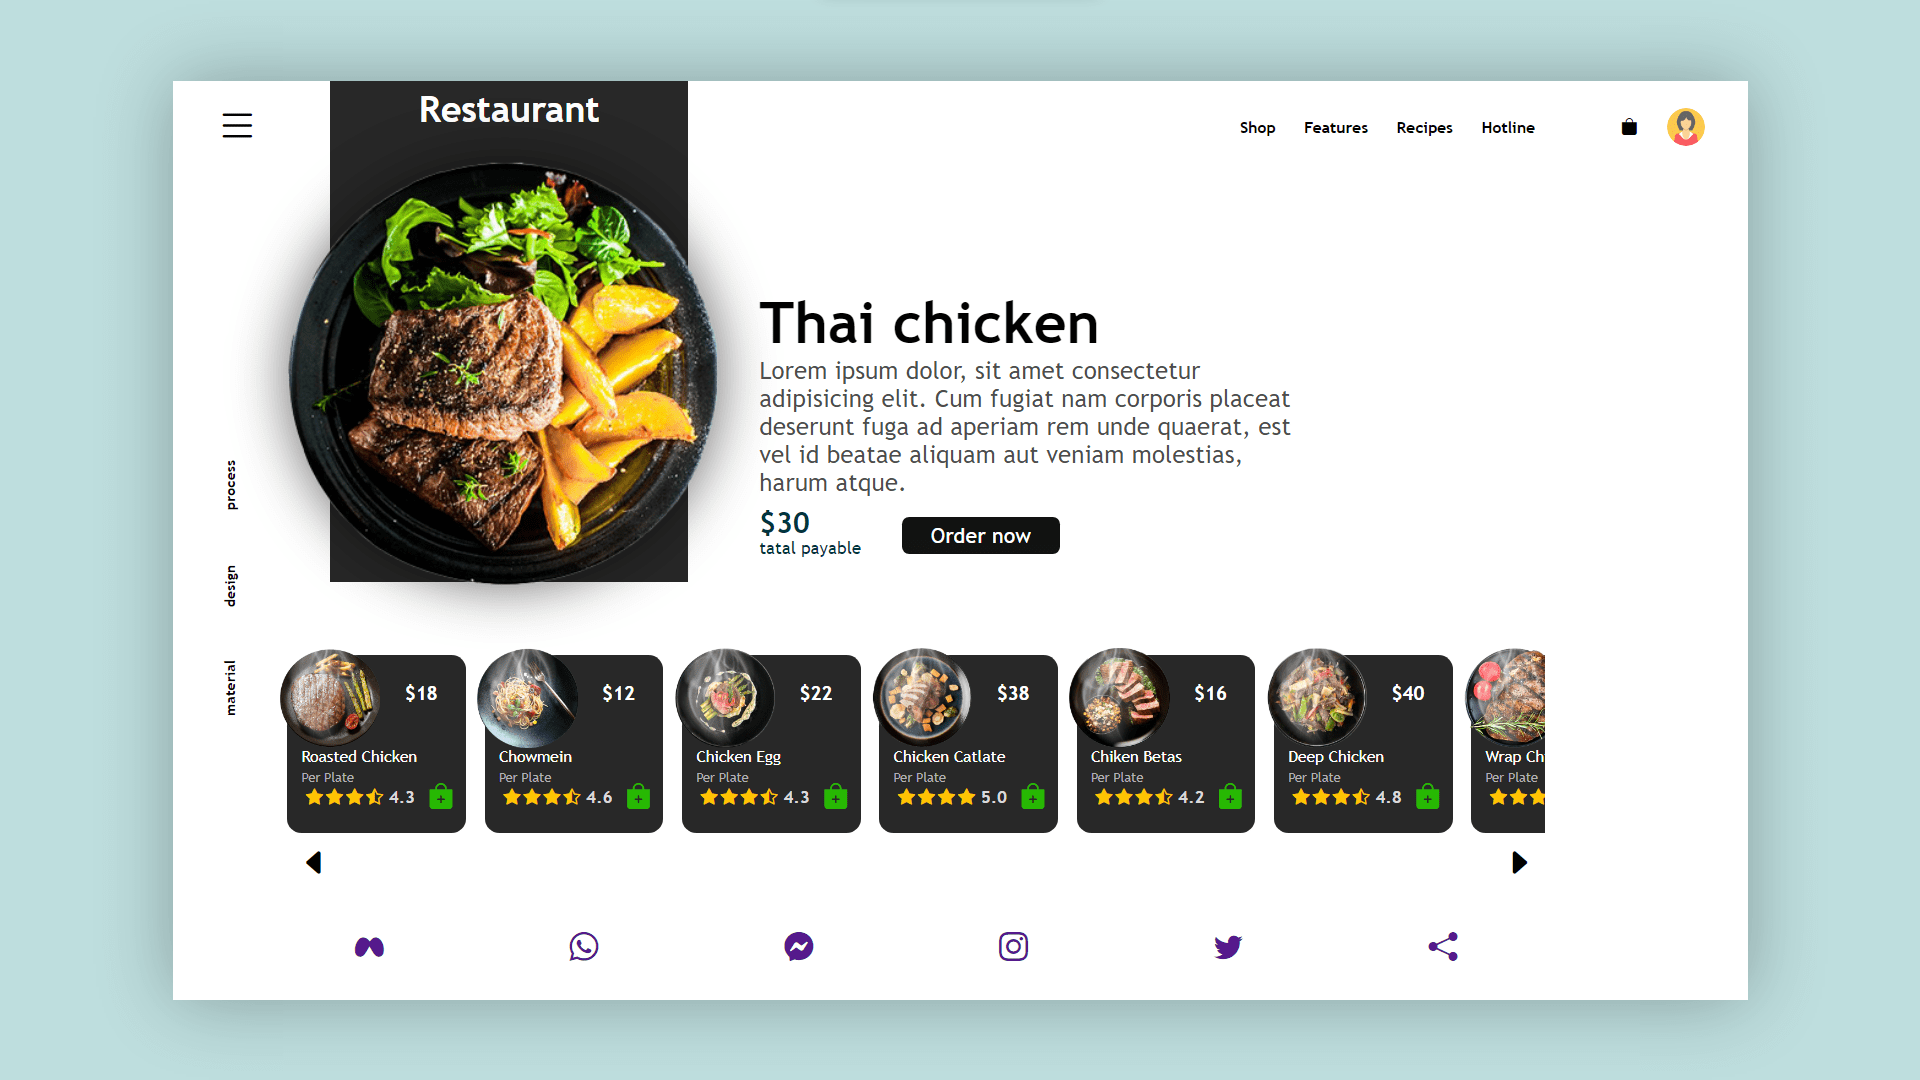 Restaurant
Shop Features Recipes Hotline
Thai chicken
Lorem ipsum dolor, sit amet consectetur
adipisicing elit. Cum fugiat nam corporis placeat
deserunt fuga ad aperiam rem unde quaerat, est
vel id beatae aliquam aut veniam molestias,
harum atque.
$30
tatal payable
Order now
process
design
material
$18
Roasted Chicken
Per Plate
4.3
$12
Chowmein
Per Plate
4.6
$22
Chicken Egg
Per Plate
4.3
$38
Chicken Catlate
Per Plate
5.0
$16
Chiken Betas
Per Plate
4.2
$40
Deep Chicken
Per Plate
4.8
Wrap Ch
Per Plate